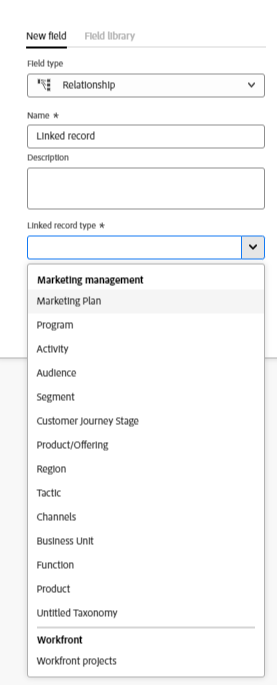 New field Field library
Field type
Relationship
Name *
Linked record
Description
Linked record type *
Marketing management
Marketing Plan
Program
Activity
Audience
Segment
Customer Journey Stage
Product/Offering
Region
Tactic
Channels
Business Unit
Function
Product
Untitled Taxonomy
Workfront
Workfront projects